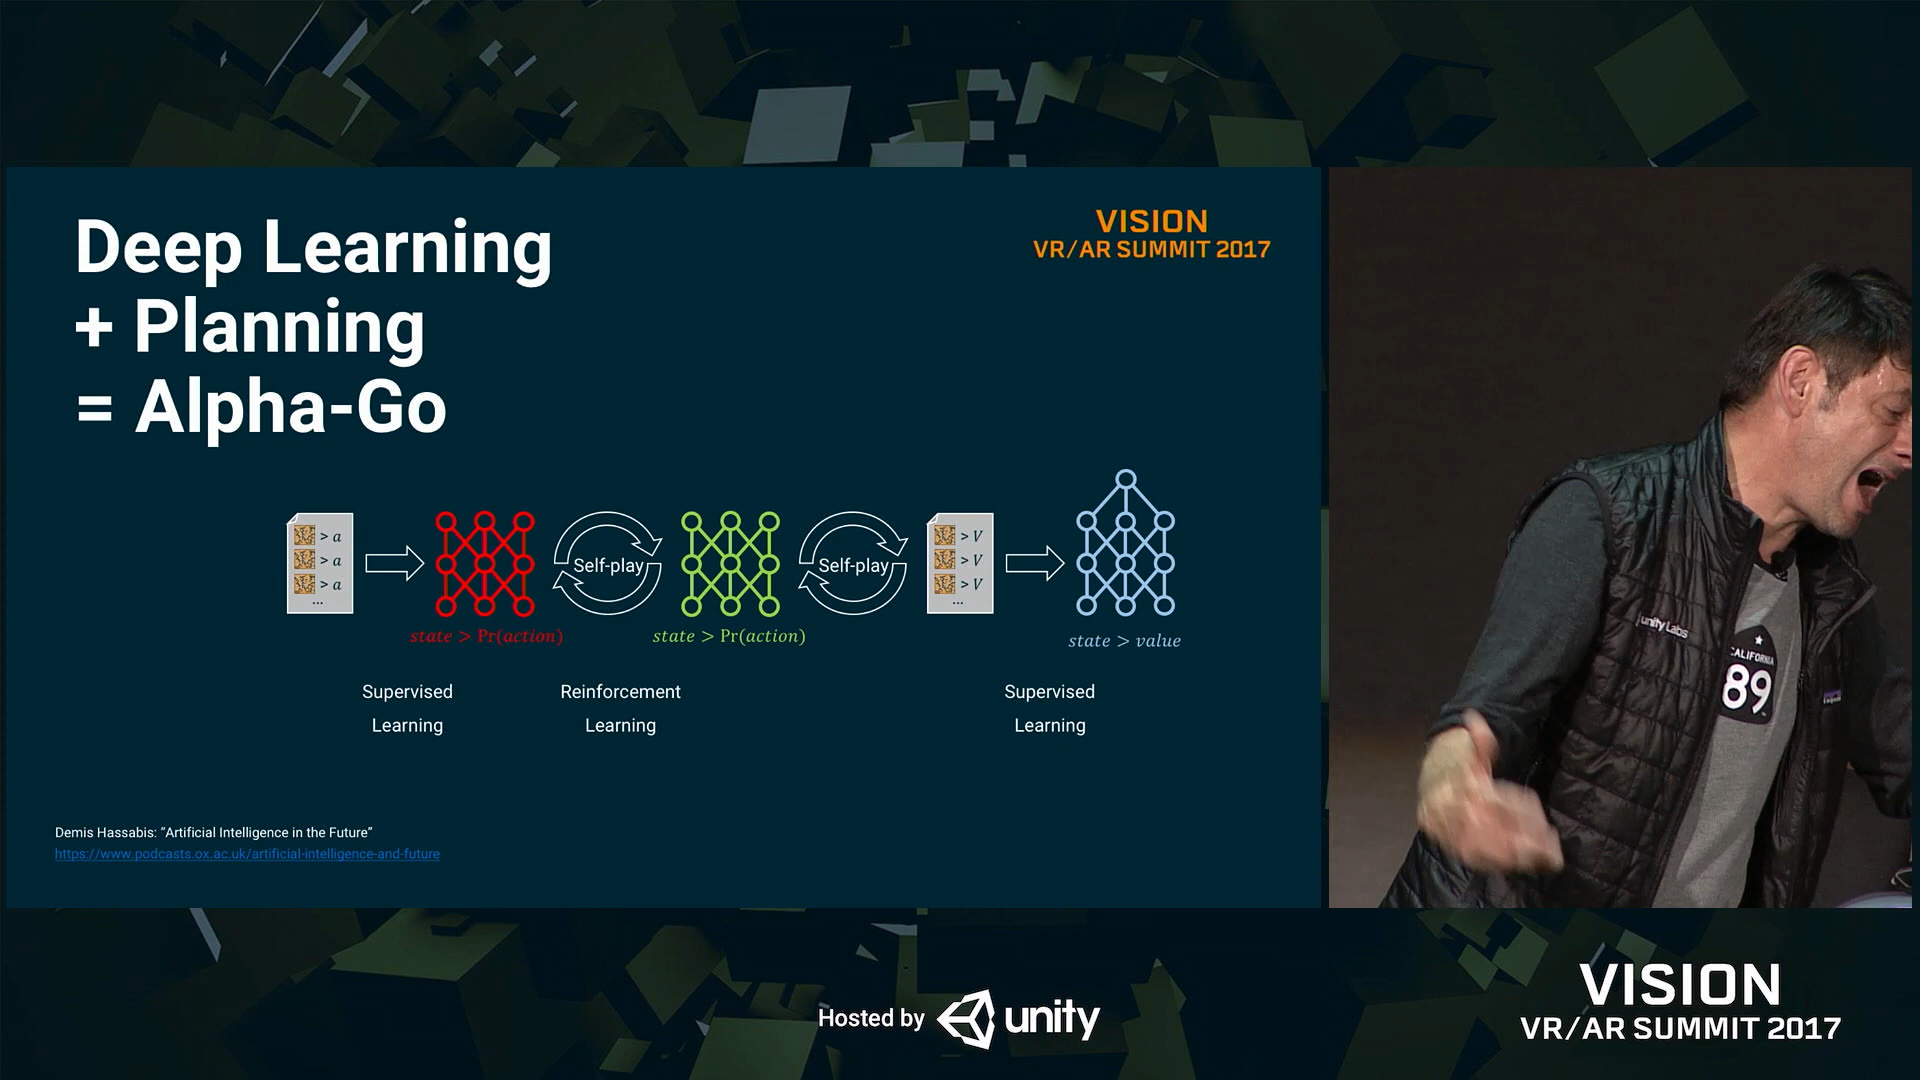 Deep Learning
+ Planning
= Alpha-Go
VISION
VR/AR SUMMIT 2017
> a
> a
> a
...
state > Pr(action)
Self-play
state > Pr(action)
Self-play
> V
> V
> V
...
state > value
Supervised
Learning
Reinforcement
Learning
Supervised
Learning
Demis Hassabis: “Artificial Intelligence in the Future”
https://www.podcasts.ox.ac.uk/artificial-intelligence-and-future
unity Labs
CALIFORNIA
89
Hosted by unity
VISION
VR/AR SUMMIT 2017